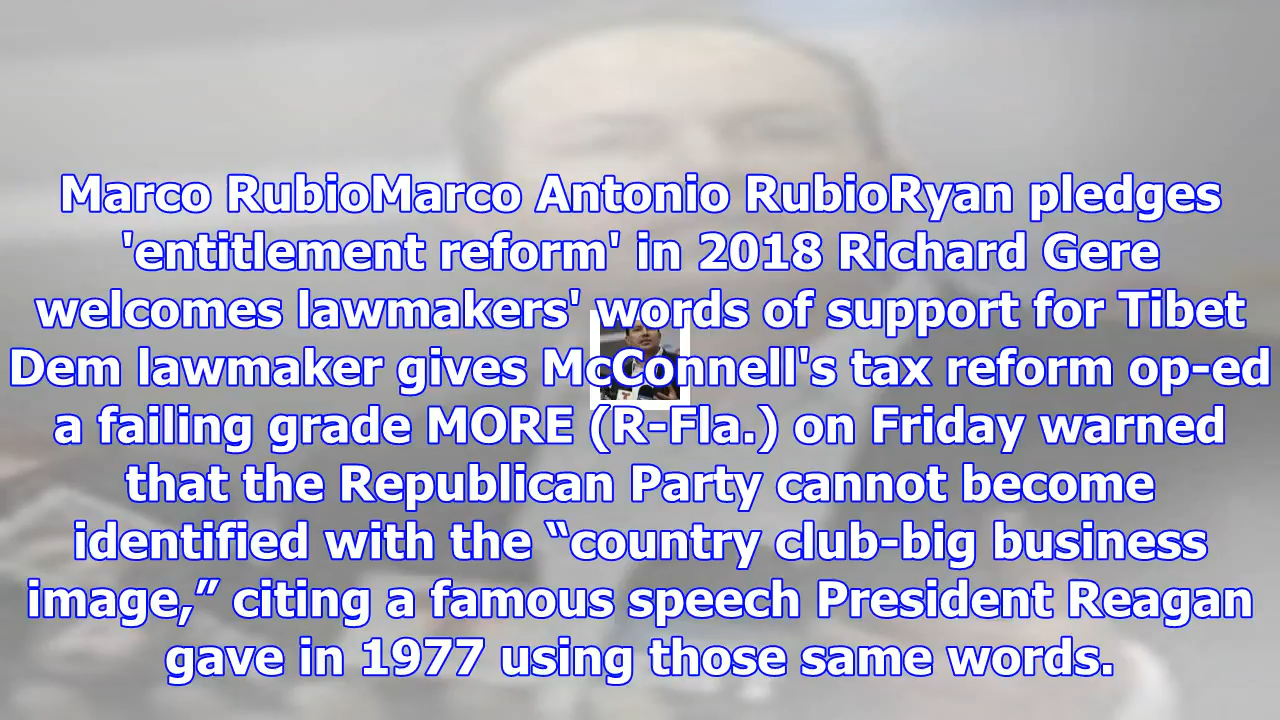 Marco RubioMarco Antonio RubioRyan pledges
'entitlement reform' in 2018 Richard Gere
welcomes lawmakers' words of support for Tibet
Dem lawmaker gives McConnell's tax reform op-ed
a failing grade MORE (R-Fla.) on Friday warned
that the Republican Party cannot become
identified with the “country club-big business
image,” citing a famous speech President Reagan
gave in 1977 using those same words.